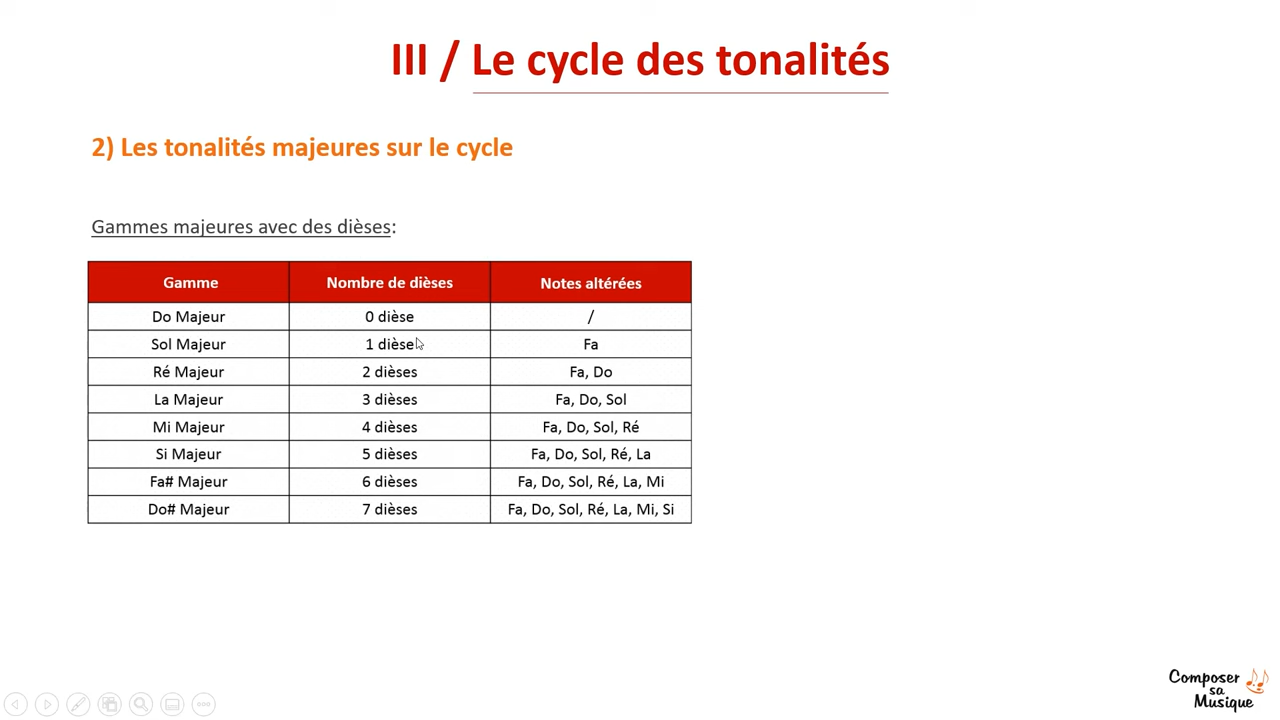 III / Le cycle des tonalités
2) Les tonalités majeures sur le cycle
Gammes majeures avec des dièses:
Gamme Nombre de dièses Notes altérées
Do Majeur 0 dièse /
Sol Majeur 1 dièse Fa
Ré Majeur 2 dièses Fa, Do
La Majeur 3 dièses Fa, Do, Sol
Mi Majeur 4 dièses Fa, Do, Sol, Ré
Si Majeur 5 dièses Fa, Do, Sol, Ré, La
Fa# Majeur 6 dièses Fa, Do, Sol, Ré, La, Mi
Do# Majeur 7 dièses Fa, Do, Sol, Ré, La, Mi, Si
Composer
sa
Musique